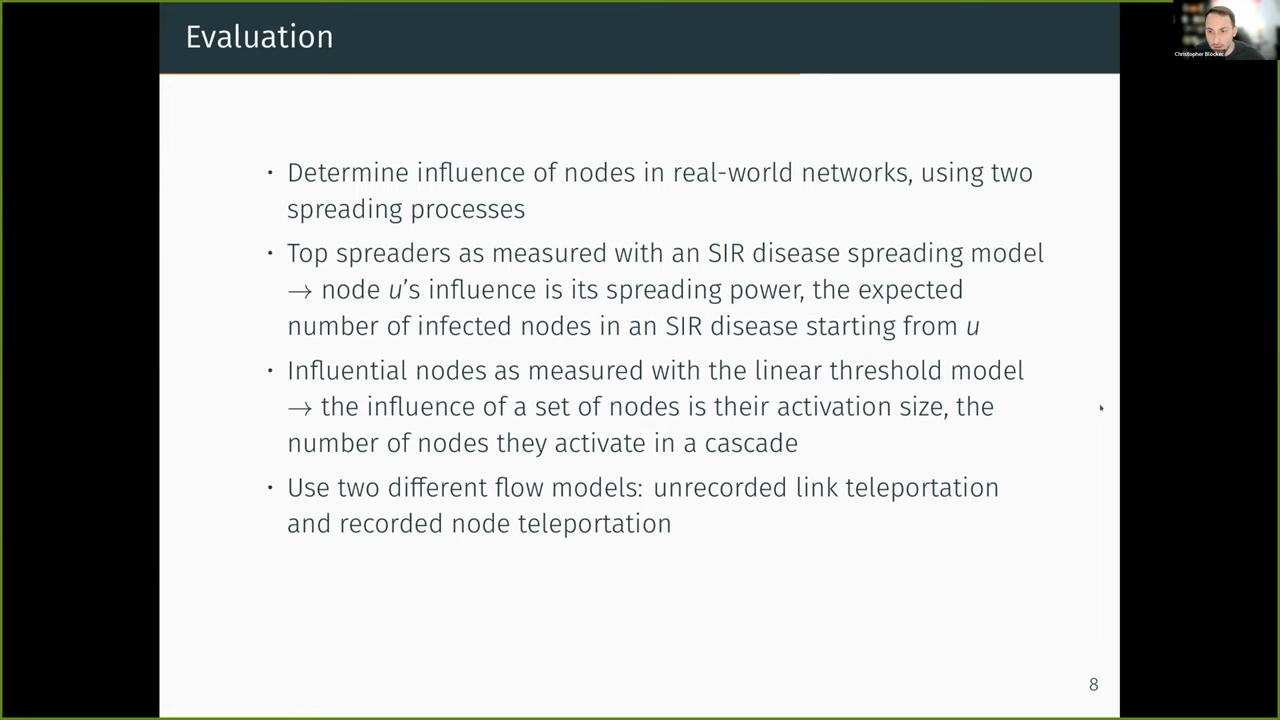 Evaluation
Christopher Blöcker
· Determine influence of nodes in real-world networks, using two
spreading processes
· Top spreaders as measured with an SIR disease spreading model
→ node u's influence is its spreading power, the expected
number of infected nodes in an SIR disease starting from u
· Influential nodes as measured with the linear threshold model
→ the influence of a set of nodes is their activation size, the
number of nodes they activate in a cascade
· Use two different flow models: unrecorded link teleportation
and recorded node teleportation
8